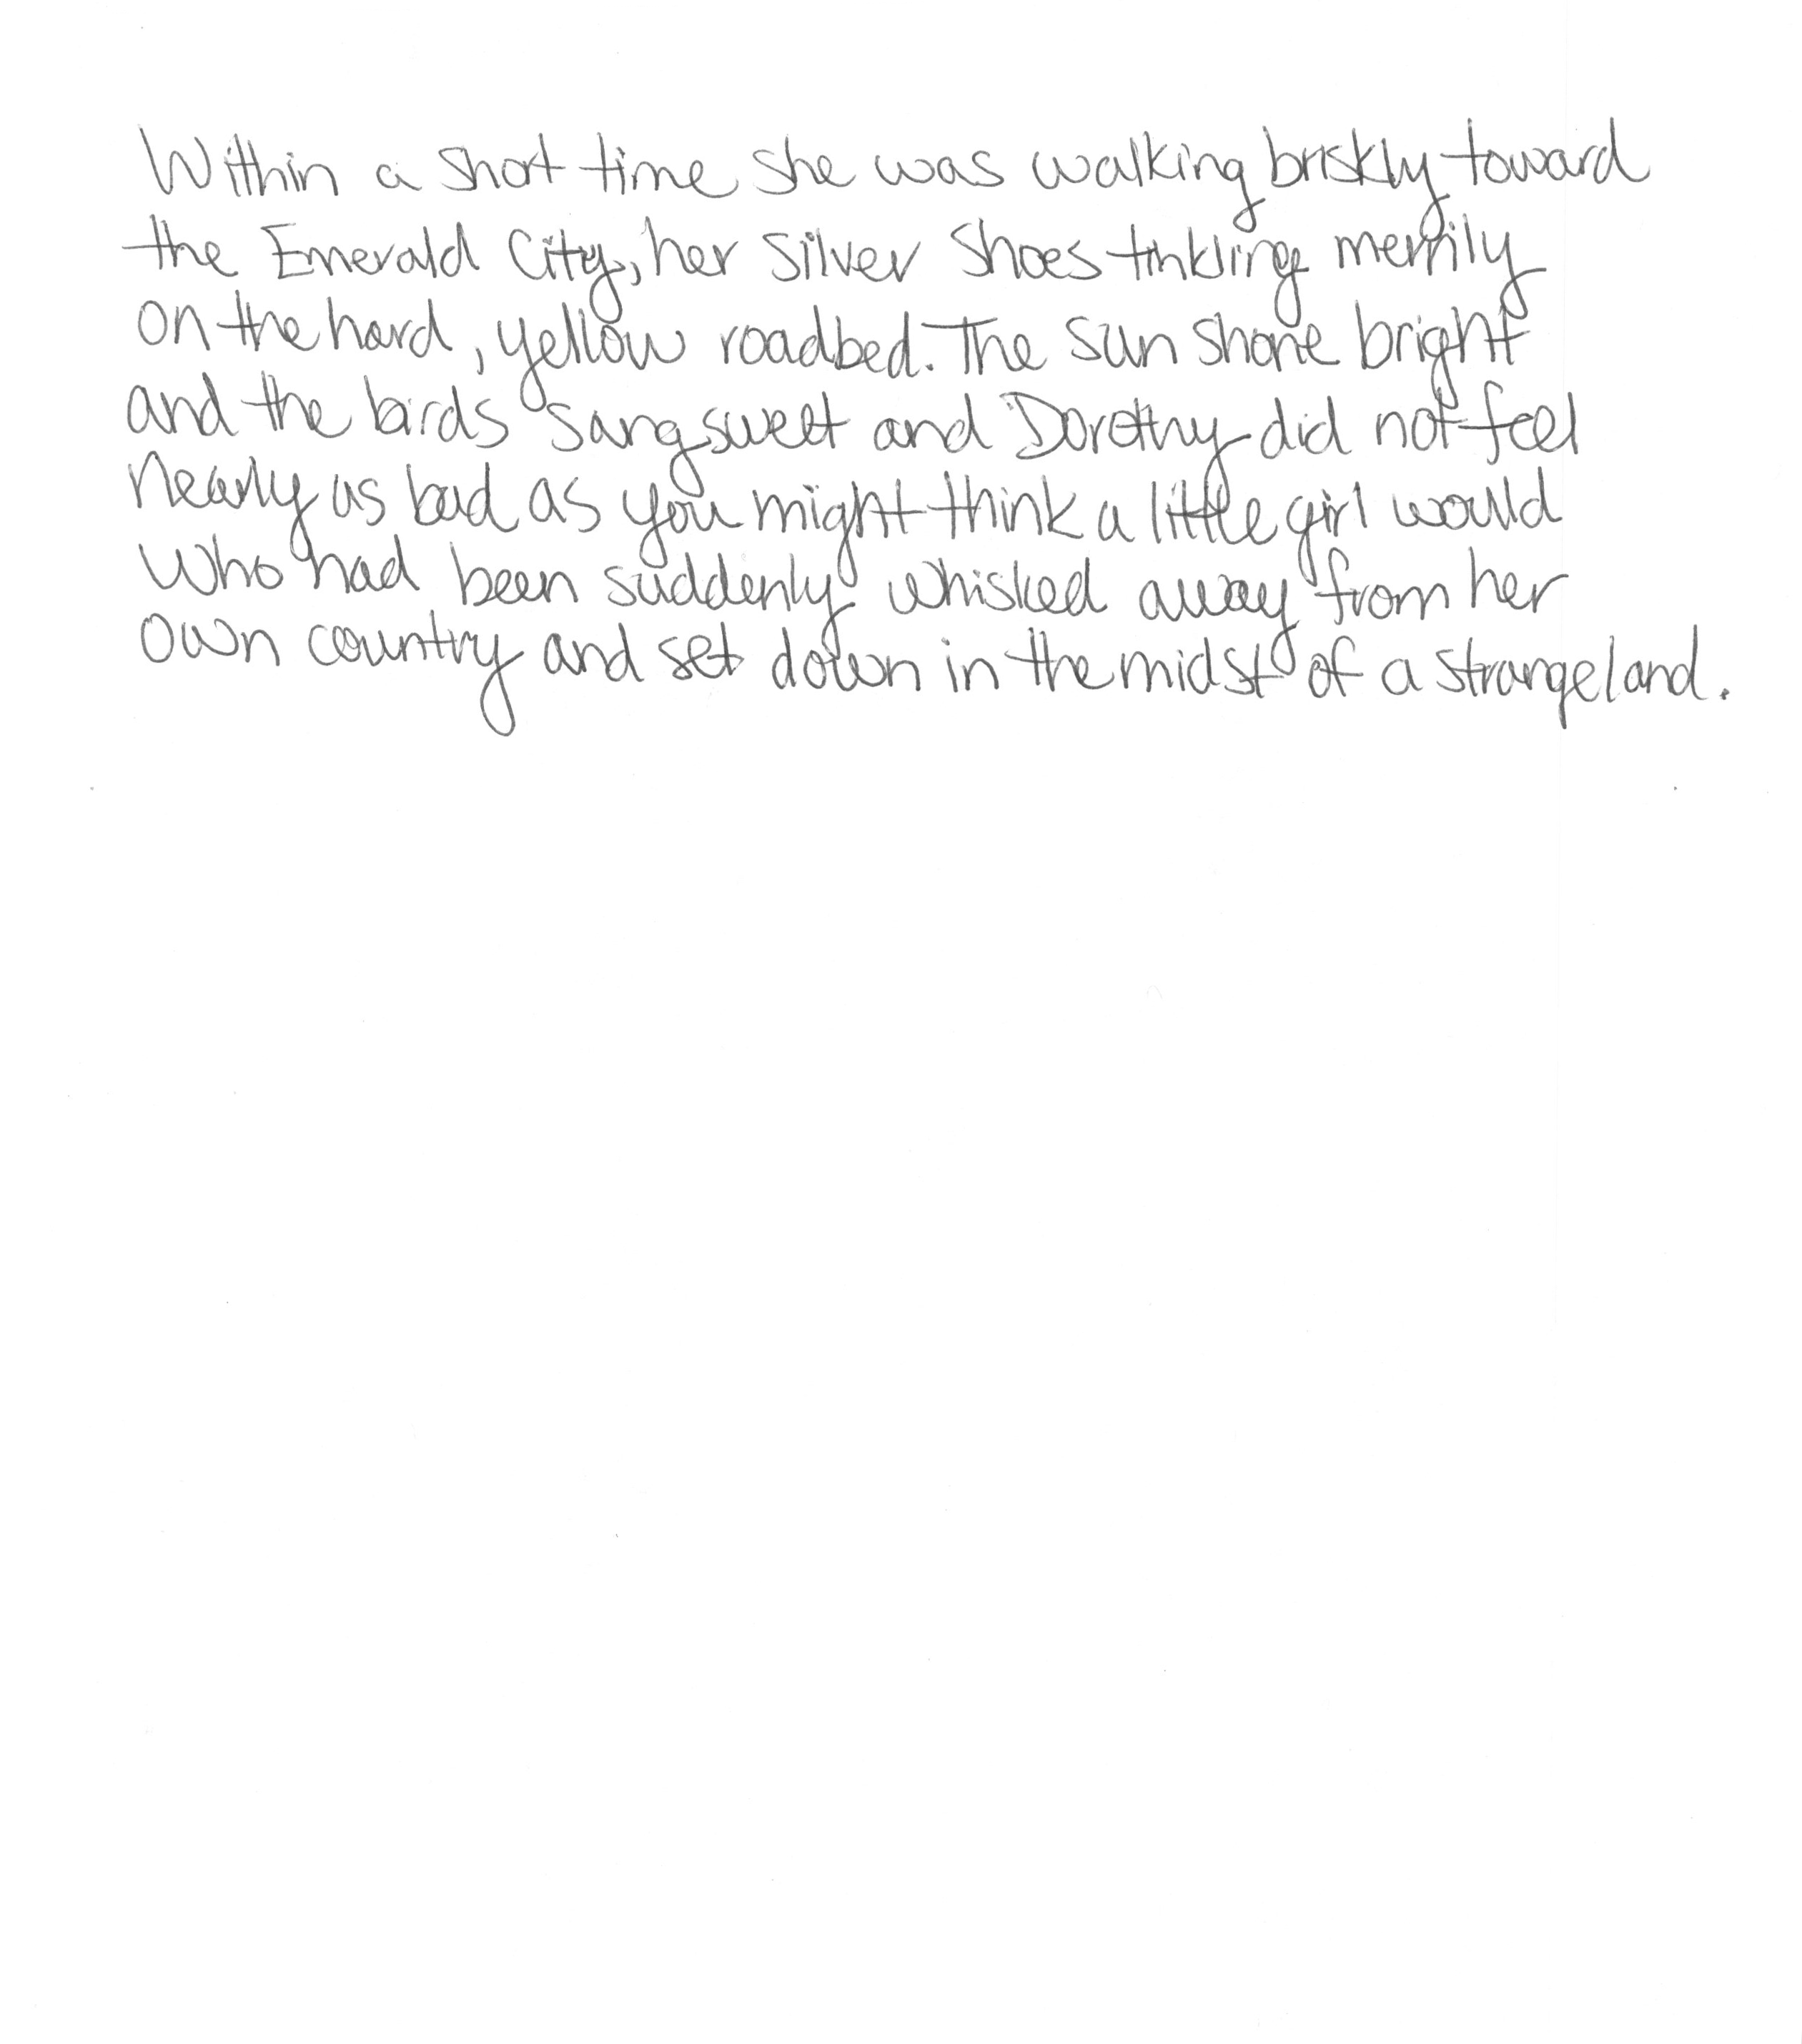 Within a short time she was walking briskly toward
the Emerald City, her Silver Shoes tinkling merrily
on the hard, yellow roadbed. The sun shone bright
and the birds sang sweet and Dorothy did not feel
nearly as bad as you might think a little girl would
who had been suddenly whisked away from her
own country and set down in the midst of a strange land.